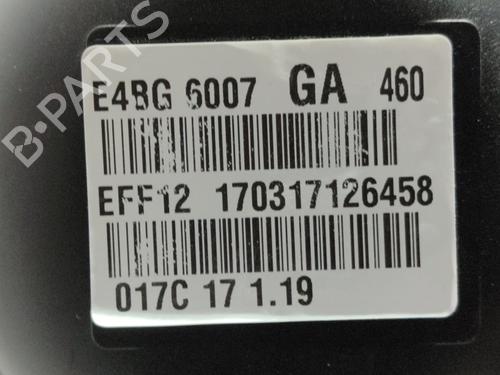 E4BG 6007 GA 460
EFF12 170317126458
017C 17 1.19
B-PARTS